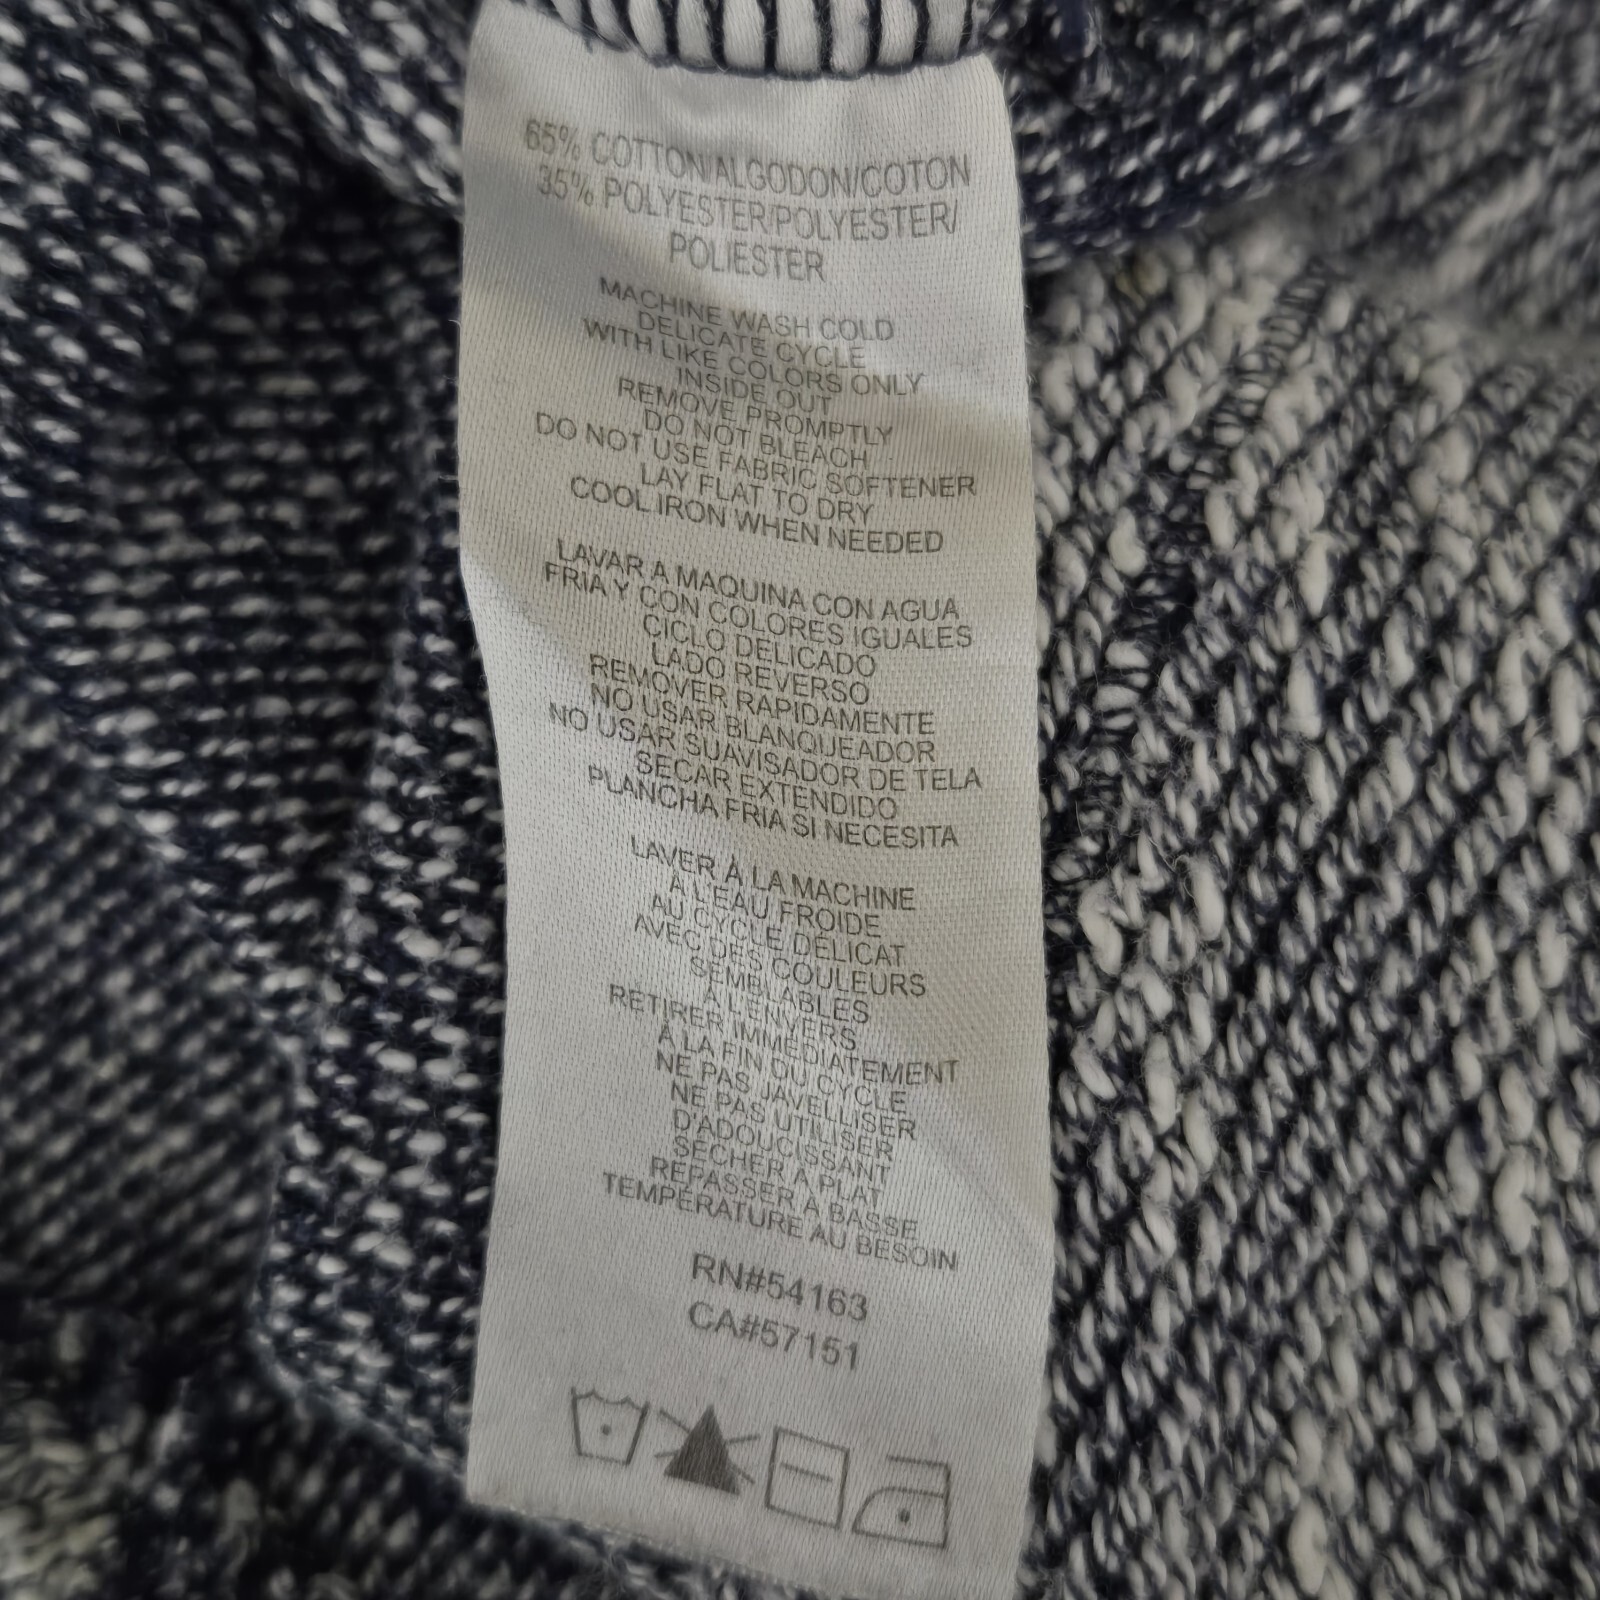 65% COTTON/ALGODON/COTON
35% POLYESTER/POLYESTER/
POLIESTER
MACHINE WASH COLD
DELICATE CYCLE
WITH LIKE COLORS ONLY
INSIDE OUT
REMOVE PROMPTLY
DO NOT BLEACH
DO NOT USE FABRIC SOFTENER
LAY FLAT TO DRY
COOL IRON WHEN NEEDED
LAVAR A MAQUINA CON AGUA
FRIA Y CON COLORES IGUALES
CICLO DELICADO
LADO REVERSO
REMOVER RAPIDAMENTE
NO USAR BLANQUEADOR
NO USAR SUAVISADOR DE TELA
SECAR EXTENDIDO
PLANCHA FRIA SI NECESITA
LAVER À LA MACHINE
À L'EAU FROIDE
AU CYCLE DÉLICAT
AVEC DES COULEURS
SEMBLABLES
À L'ENVERS
RETIRER IMMÉDIATEMENT
À LA FIN DU CYCLE
NE PAS JAVELLISER
NE PAS UTILISER
D'ADOUCISSANT
SÉCHER À PLAT
REPASSER À BASSE
TEMPÉRATURE AU BESOIN
RN#54163
CA#57151